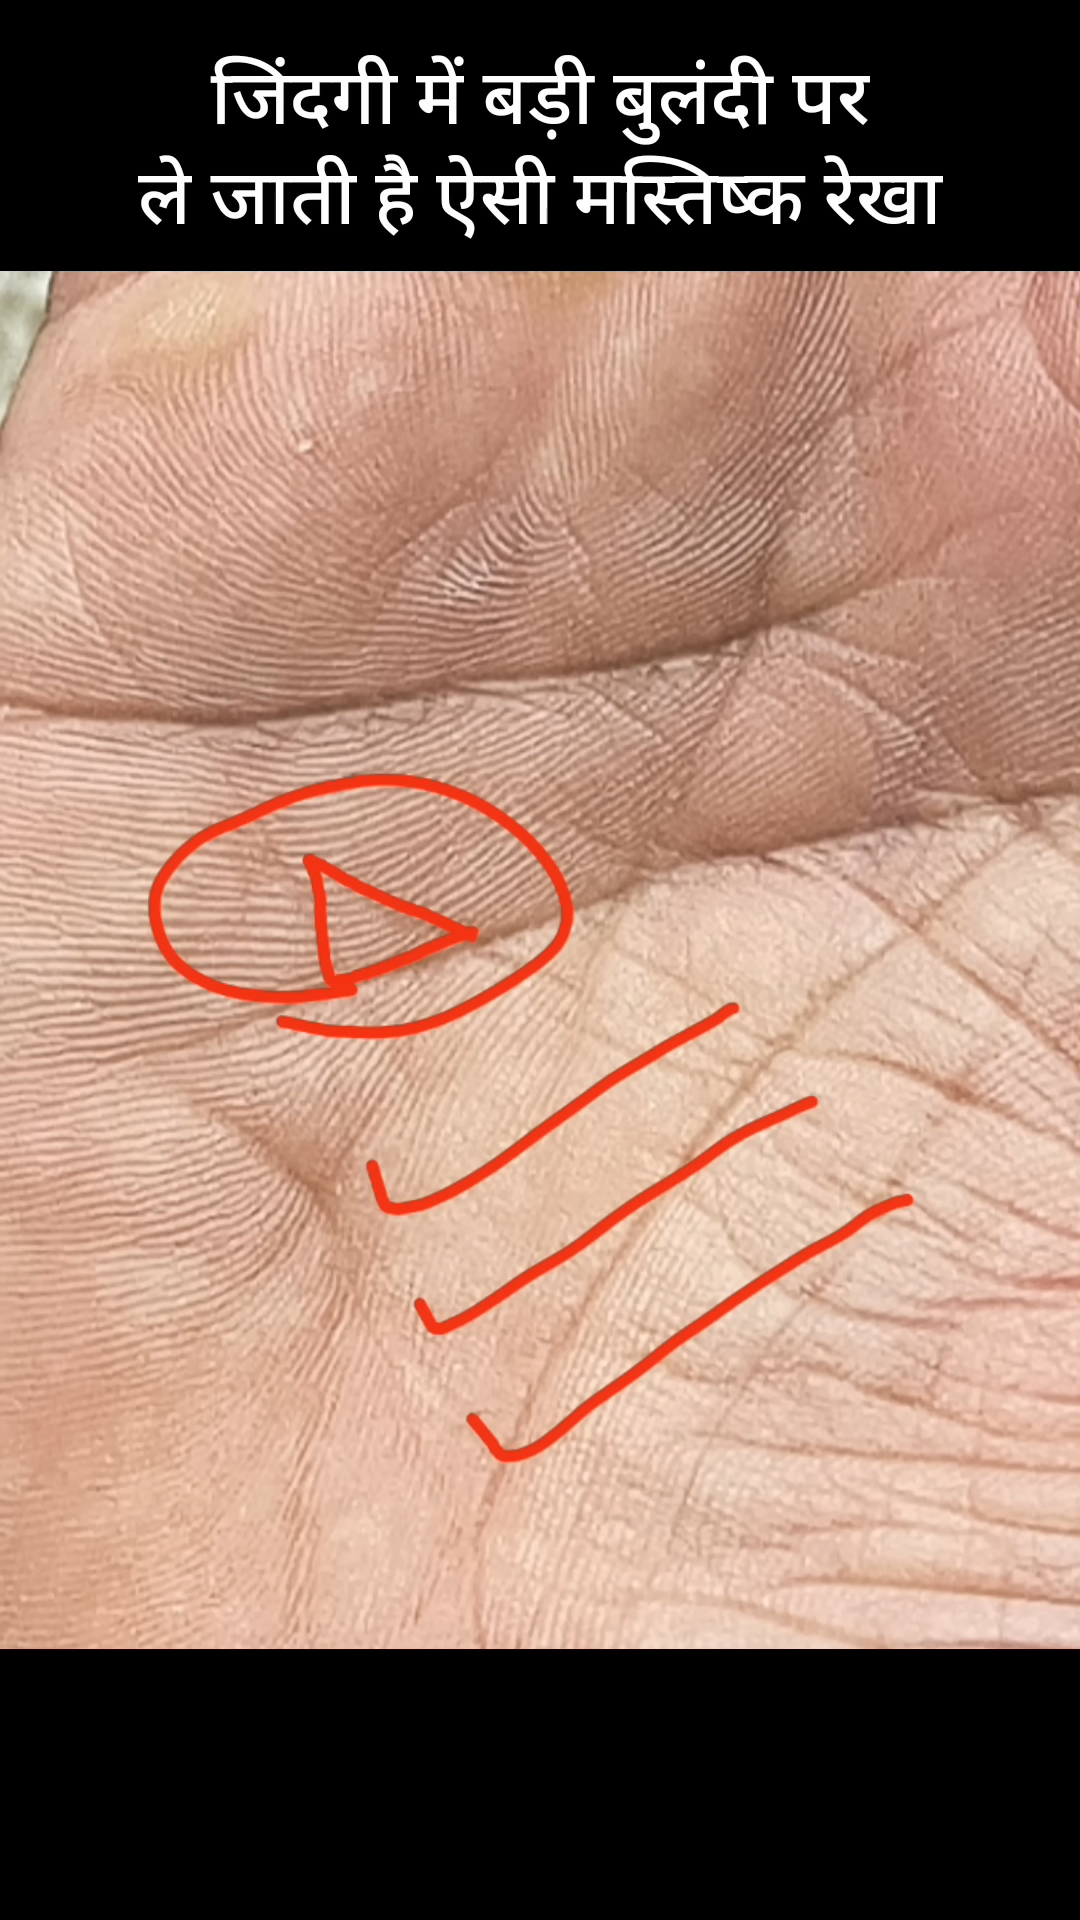 जिंदगी में बड़ी बुलंदी पर
ले जाती है ऐसी मस्तिष्क रेखा